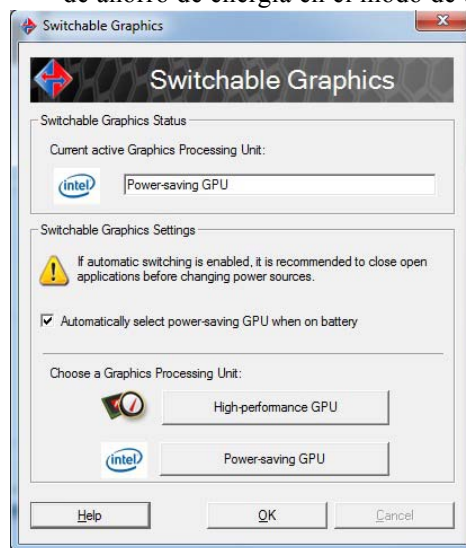 de ahorro de energía en el modo de
Switchable Graphics
Switchable Graphics
Switchable Graphics Status
Current active Graphics Processing Unit:
intel
Power-saving GPU
Switchable Graphics Settings
If automatic switching is enabled, it is recommended to close open
applications before changing power sources.
Automatically select power-saving GPU when on battery
Choose a Graphics Processing Unit:
High-performance GPU
intel
Power-saving GPU
Help
OK
Cancel